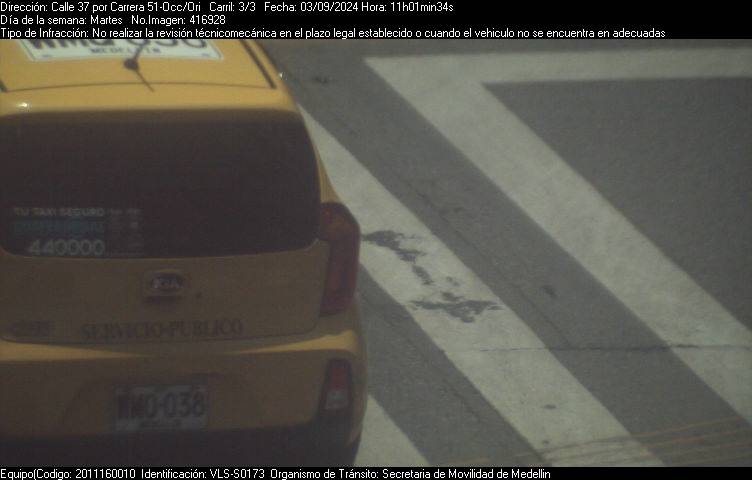 Dirección: Calle 37 por Carrera 51-Occ/Ori Carril: 3/3 Fecha: 03/09/2024 Hora: 11h01min34s
Día de la semana: Martes No.Imagen: 416928
Tipo de Infracción: No realizar la revisión técnicomecánica en el plazo legal establecido o cuando el vehiculo no se encuentra en adecuadas
MEDELLIN
TU TAXI SEGURO
440000
KIA
SERVICIO PUBLICO
WMQ-038
Equipo(Codigo: 2011160010 Identificación: VLS-S0173 Organismo de Tránsito: Secretaria de Movilidad de Medellin